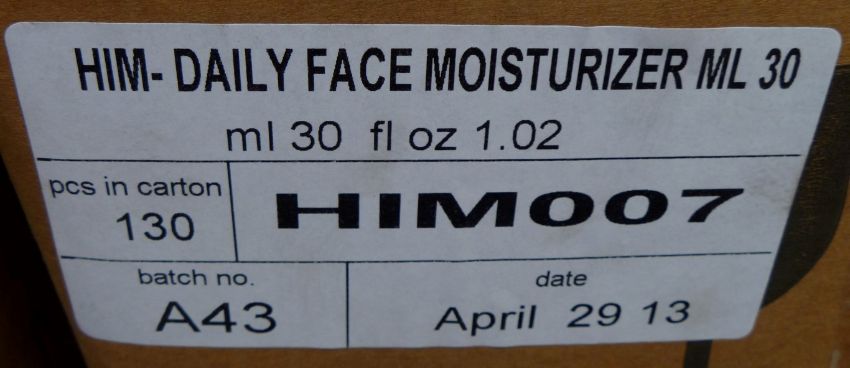 HIM- DAILY FACE MOISTURIZER ML 30
ml 30 fl oz 1.02
pcs in carton
130
HIM007
batch no.
A43
date
April 29 13